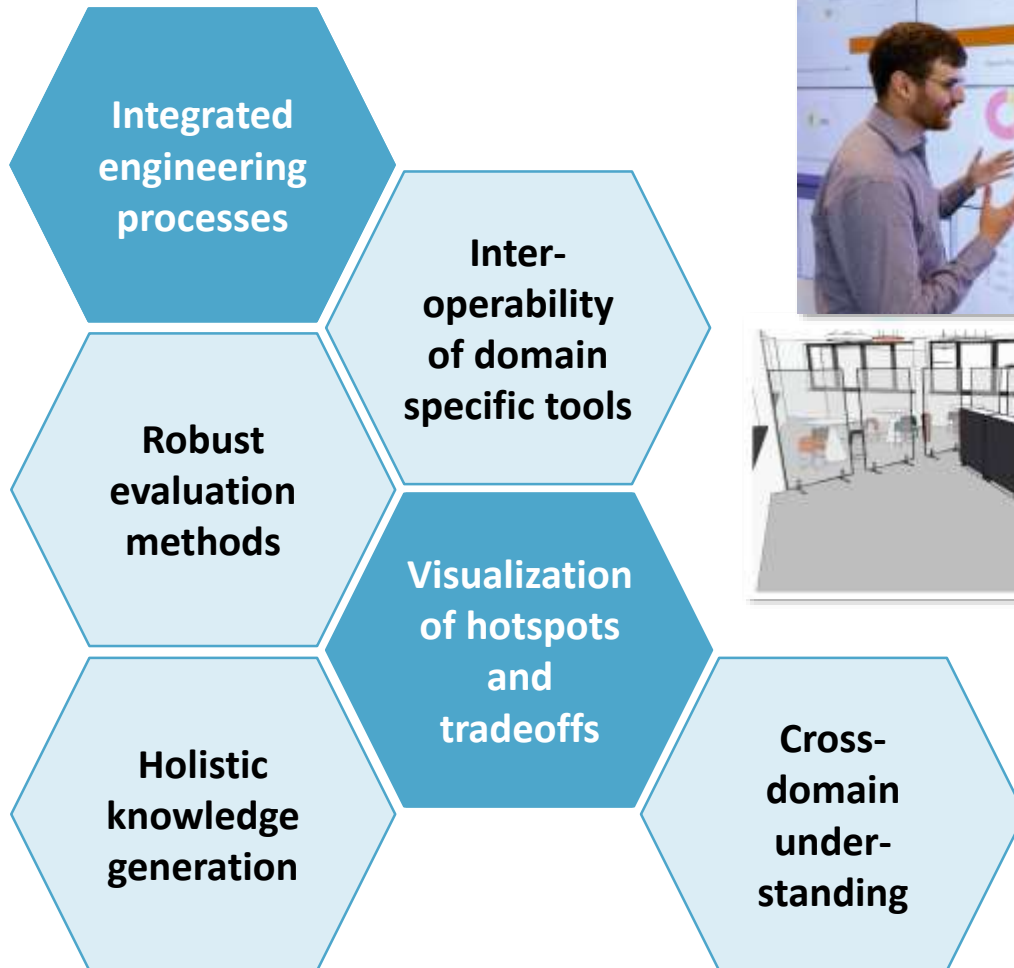 Integrated
engineering
processes
Inter-
operability
of domain
specific tools
Robust
evaluation
methods
Visualization
of hotspots
and
tradeoffs
Holistic
knowledge
generation
Cross-
domain
under-
standing